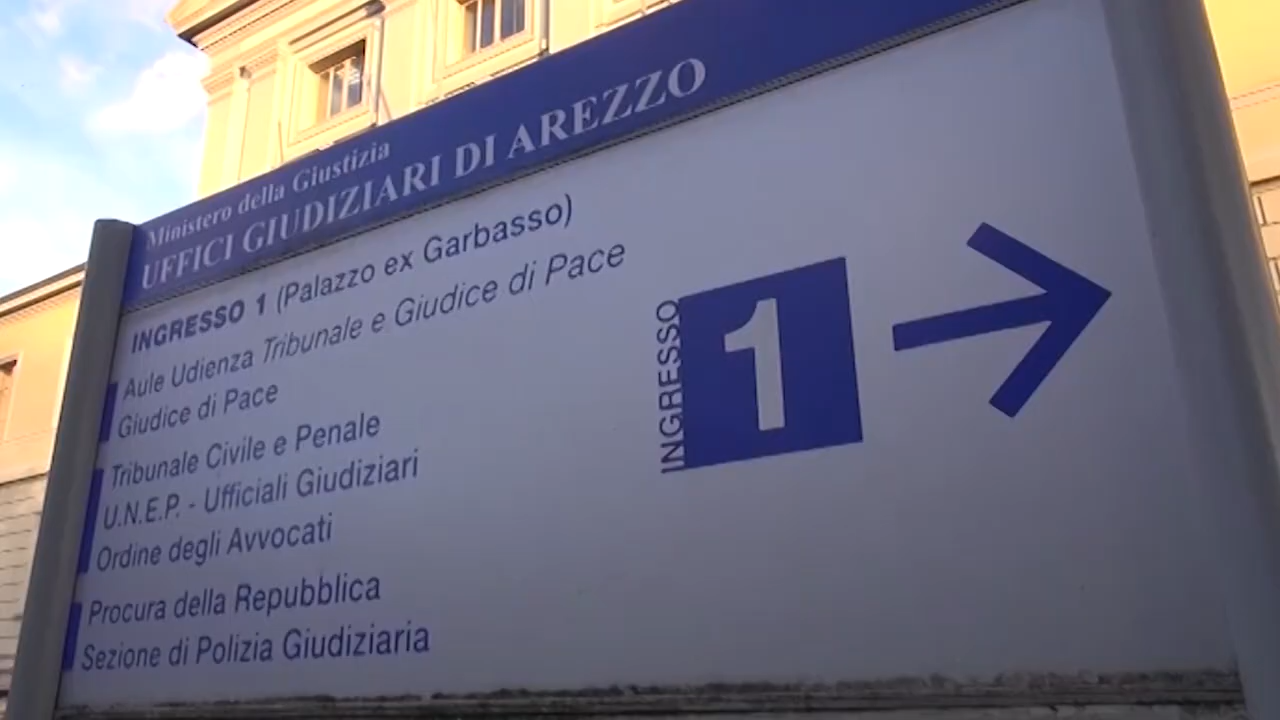 Ministero della Giustizia
UFFICI GIUDIZIARI DI AREZZO
INGRESSO 1 (Palazzo ex Garbasso)
Aule Udienza Tribunale e Giudice di Pace
Giudice di Pace
Tribunale Civile e Penale
U.N.E.P. - Ufficiali Giudiziari
Ordine degli Avvocati
Procura della Repubblica
Sezione di Polizia Giudiziaria
INGRESSO
1